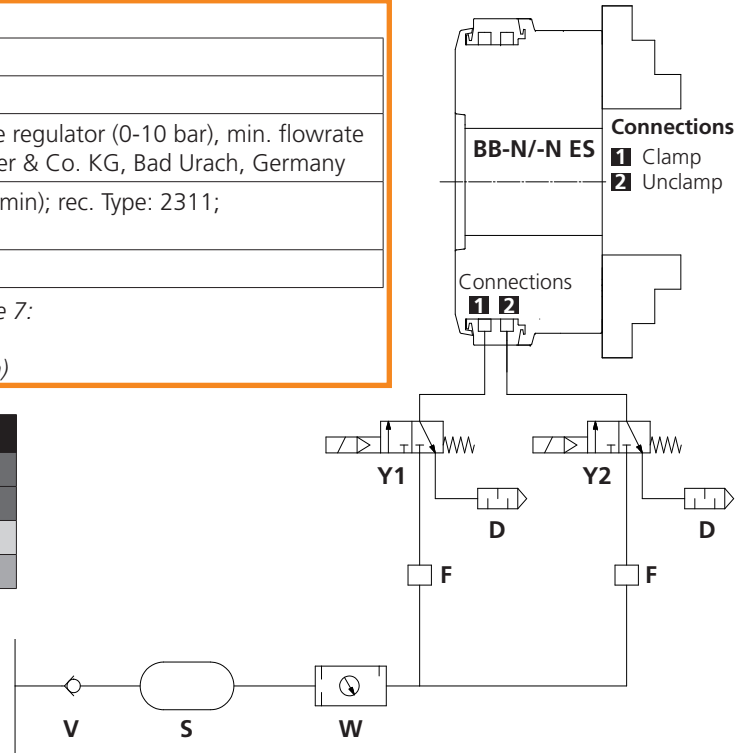 e regulator (0-10 bar), min. flowrate
er & Co. KG, Bad Urach, Germany
min); rec. Type: 2311;
e 7:
)
BB-N/-N ES
Connections
1 Clamp
2 Unclamp
Connections
1 2
Y1
Y2
D
D
F
F
V
S
W